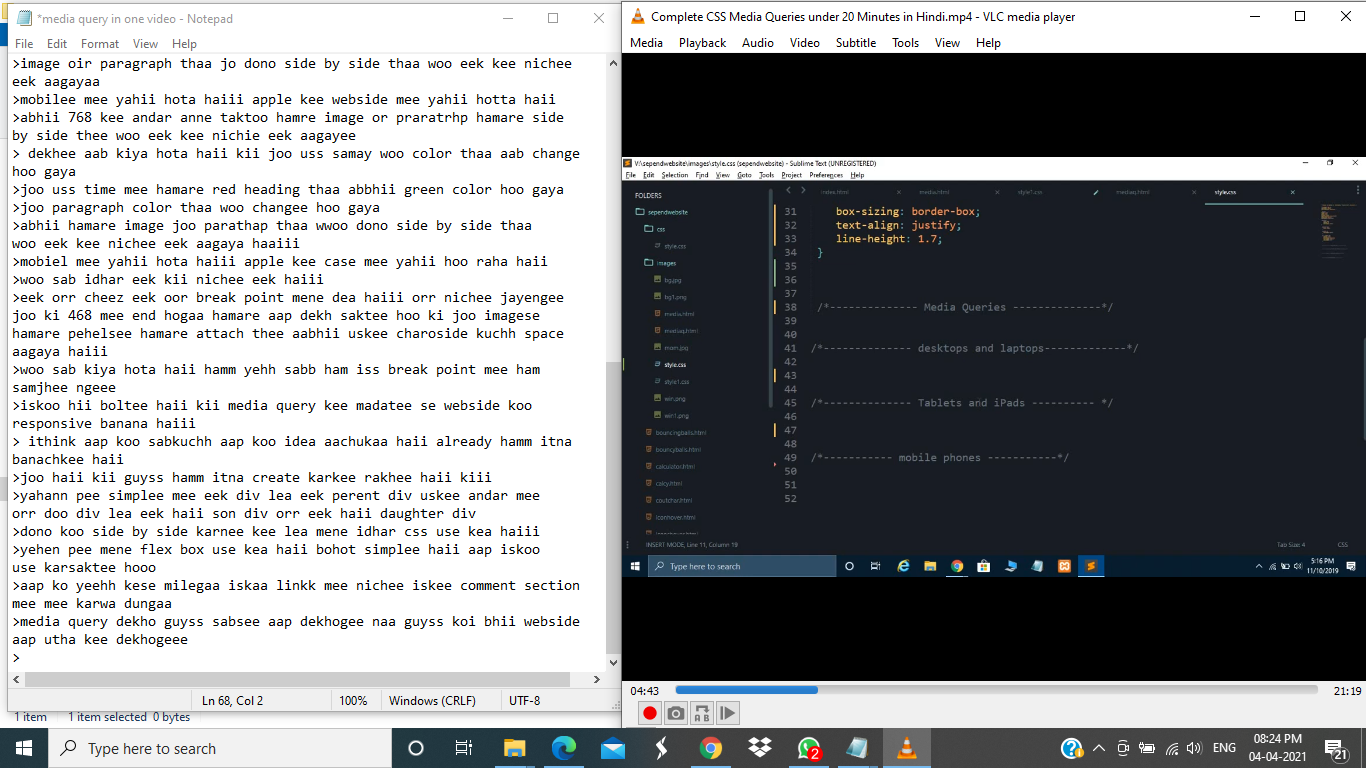 *media query in one video - Notepad
File Edit Format View Help
>image oir paragraph thaa jo dono side by side thaa woo eek kee nichee
eek aagayaa
>mobilee mee yahii hota haiii apple kee webside mee yahii hotta haii
>abhii 768 kee andar anne taktoo hamre image or praratrhp hamare side
by side thee woo eek kee nichie eek aagayee
> dekhee aab kiya hota haii kii joo uss samay woo color thaa aab change
hoo gaya
>joo uss time mee hamare red heading thaa abbhii green color hoo gaya
>joo paragraph color thaa woo changee hoo gaya
>abhii hamare image joo parathap thaa wwoo dono side by side thaa
woo eek kee nichee eek aagaya haaiii
>mobiel mee yahii hota haiii apple kee case mee yahii hoo raha haii
>woo sab idhar eek kii nichee eek haiii
>eek orr cheez eek oor break point mene dea haiii orr nichee jayengee
joo ki 468 mee end hogaa hamare aap dekh saktee hoo ki joo imagese
hamare pehelsee hamare attach thee aabhii uskee charoside kuchh space
aagaya haiii
>woo sab kiya hota haii hamm yehh sabb ham iss break point mee ham
samjhee ngeee
>iskoo hii boltee haii kii media query kee madatee se webside koo
responsive banana haiii
> ithink aap koo sabkuchh aap koo idea aachukaa haii already hamm itna
banachkee haii
>joo haii kii guyss hamm itna create karkee rakhee haii kiii
>yahann pee simplee mee eek div lea eek perent div uskee andar mee
orr doo div lea eek haii son div orr eek haii daughter div
>dono koo side by side karnee kee lea mene idhar css use kea haiii
>yehen pee mene flex box use kea haii bohot simplee haii aap iskoo
use karsaktee hooo
>aap ko yeehh kese milegaa iskaa linkk mee nichee iskee comment section
mee mee karwa dungaa
>media query dekho guyss sabsee aap dekhogee naa guyss koi bhii webside
aap utha kee dekhogeee
>
Ln 68, Col 2 100% Windows (CRLF) UTF-8
1 item 1 item selected 0 bytes
Complete CSS Media Queries under 20 Minutes in Hindi.mp4 - VLC media player
Media Playback Audio Video Subtitle Tools View Help
V:\sependwebsite\images\style.css (sependwebsite) - Sublime Text (UNREGISTERED)
File Edit Selection Find View Goto Tools Project Preferences Help
FOLDERS
sependwebsite
css
style.css
images
bg.jpg
bg1.png
media.html
mediaq.html
mom.jpg
style.css
style1.css
win.png
win1.png
bouncingballs.html
bouncyballs.html
calculator.html
calcy.html
coutchar.html
iconhover.html
index.html media.html style1.css mediaq.html style.css
31 box-sizing: border-box;
32 text-align: justify;
33 line-height: 1.7;
34 }
35
36
37
38 /*-------------- Media Queries --------------*/
39
40
41 /*-------------- desktops and laptops-------------*/
42
43
44
45 /*-------------- Tablets and iPads ---------- */
46
47
48
49 /*----------- mobile phones -----------*/
50
51
52
INSERT MODE, Line 11, Column 19 Tab Size 4 CSS
Type here to search
5:16 PM
11/10/2019
04:43 21:19
Type here to search
2
ENG
08:24 PM
04-04-2021
21